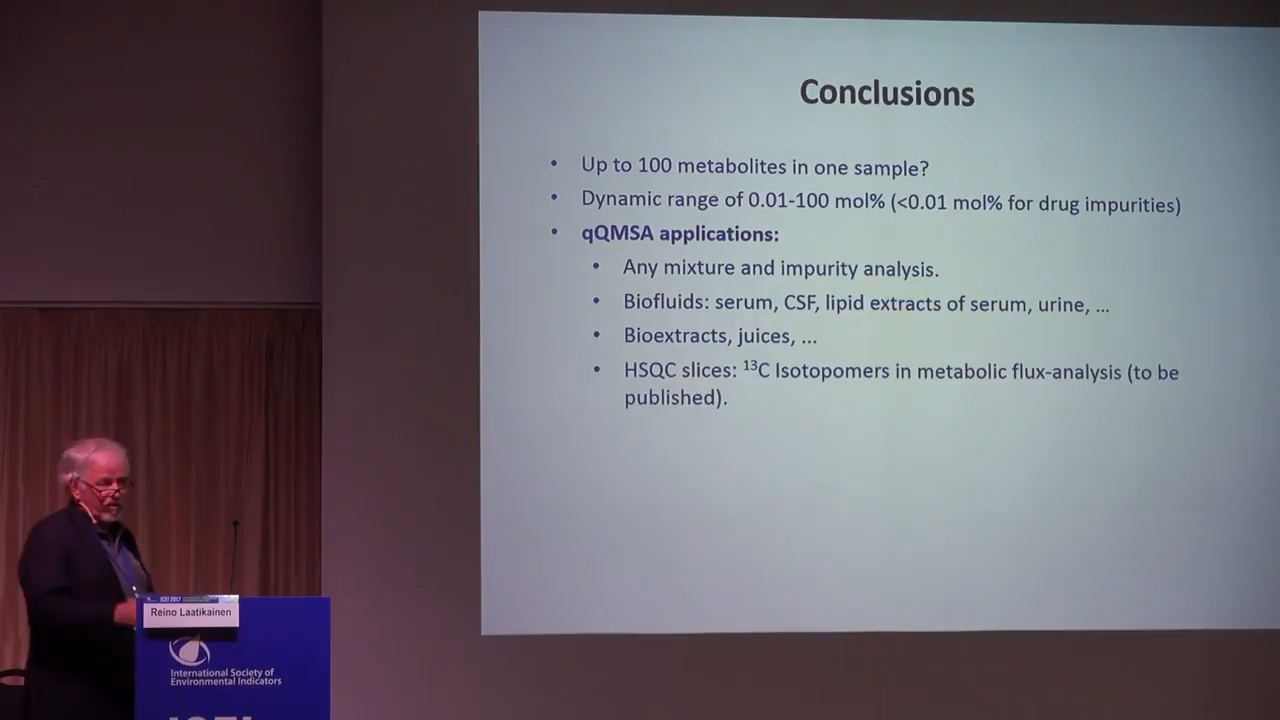 Conclusions
• Up to 100 metabolites in one sample?
• Dynamic range of 0.01-100 mol% (<0.01 mol% for drug impurities)
• qQMSA applications:
• Any mixture and impurity analysis.
• Biofluids: serum, CSF, lipid extracts of serum, urine, ...
• Bioextracts, juices, ...
• HSQC slices: ¹³C Isotopomers in metabolic flux-analysis (to be
published).
ICEI 2017
Reino Laatikainen
International Society of
Environmental Indicators